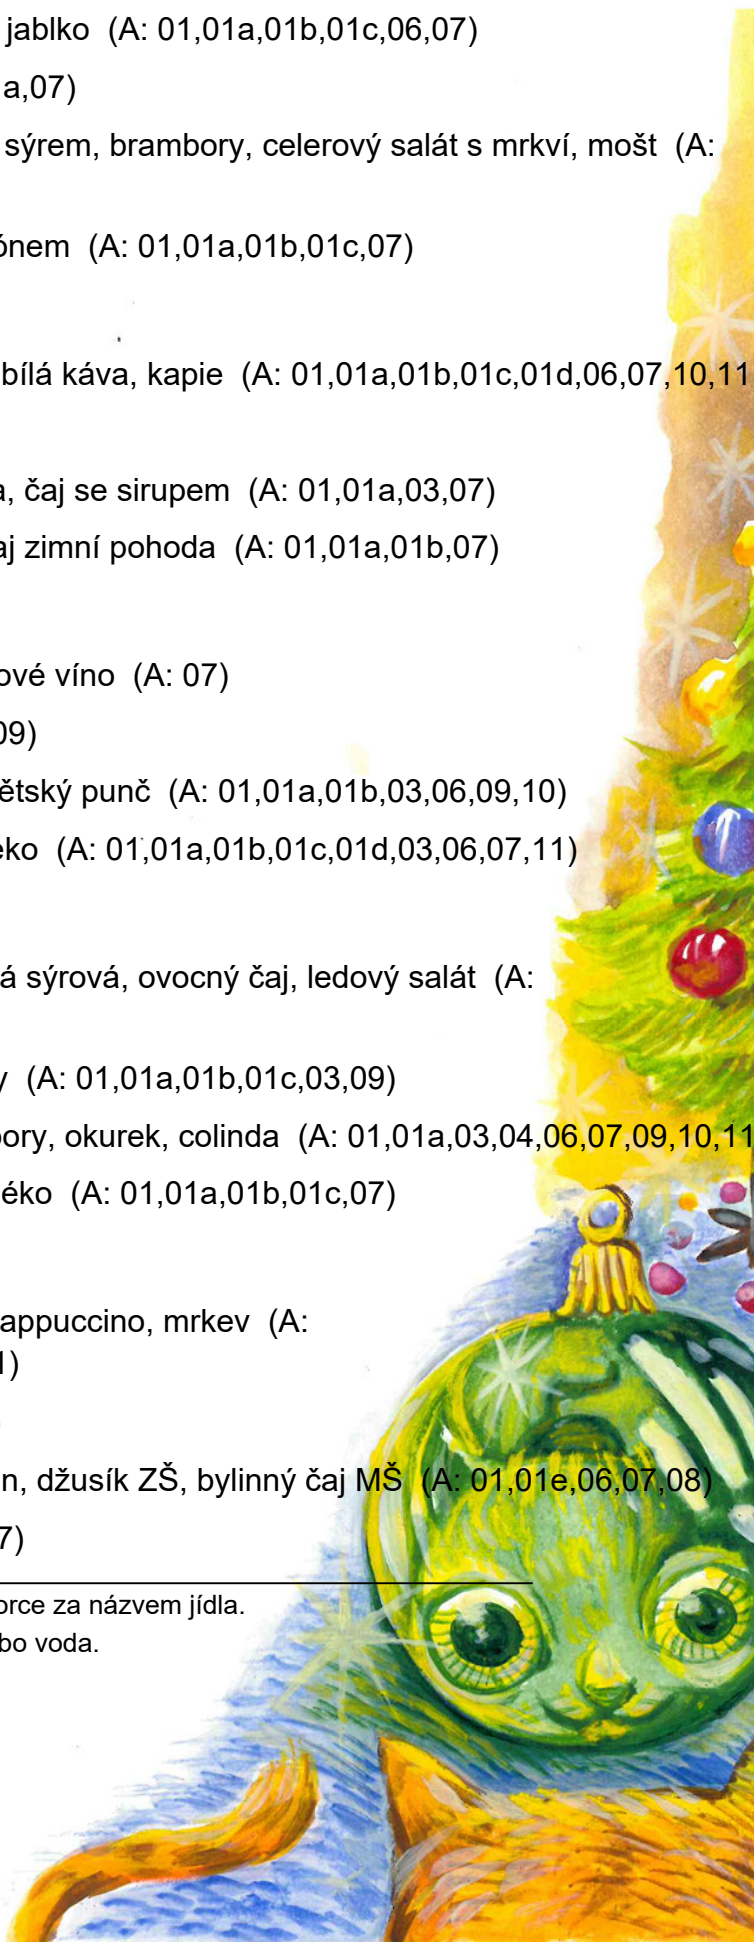 jablko (A: 01,01a,01b,01c,06,07)
a,07)
sýrem, brambory, celerový salát s mrkví, mošt (A:
ónem (A: 01,01a,01b,01c,07)
bílá káva, kapie (A: 01,01a,01b,01c,01d,06,07,10,11
a, čaj se sirupem (A: 01,01a,03,07)
aj zimní pohoda (A: 01,01a,01b,07)
ové víno (A: 07)
09)
ětský punč (A: 01,01a,01b,03,06,09,10)
éko (A: 01,01a,01b,01c,01d,03,06,07,11)
á sýrová, ovocný čaj, ledový salát (A:
y (A: 01,01a,01b,01c,03,09)
bory, okurek, colinda (A: 01,01a,03,04,06,07,09,10,11
léko (A: 01,01a,01b,01c,07)
appuccino, mrkev (A:
1)
)
n, džusík ZŠ, bylinný čaj MŠ (A: 01,01e,06,07,08)
7)
orce za názvem jídla.
bo voda.